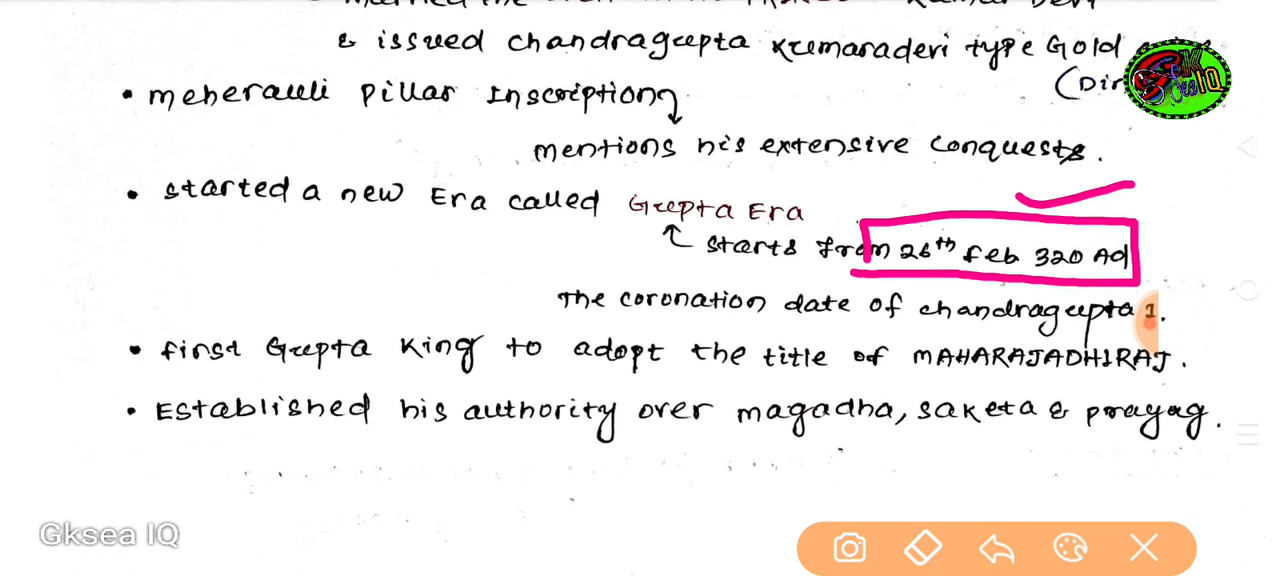 & issued chandragupta Kumaradevi type Gold
(Dir
• meherauli Pillar Inscription
mentions his extensive conquests.
• started a new Era called Gupta Era
starts from 26th feb 320 AD
The coronation date of chandragupta 1.
• first Gupta King to adopt the title of MAHARAJADHIRAJ.
• Established his authority over magadha, saketa & prayag.
Gksea IQ